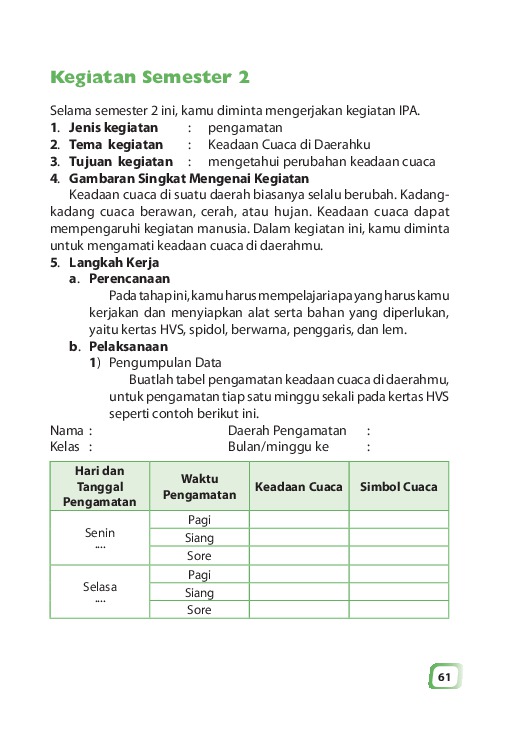 Kegiatan Semester 2
Selama semester 2 ini, kamu diminta mengerjakan kegiatan IPA.
1. Jenis kegiatan : pengamatan
2. Tema kegiatan : Keadaan Cuaca di Daerahku
3. Tujuan kegiatan : mengetahui perubahan keadaan cuaca
4. Gambaran Singkat Mengenai Kegiatan
Keadaan cuaca di suatu daerah biasanya selalu berubah. Kadang-
kadang cuaca berawan, cerah, atau hujan. Keadaan cuaca dapat
mempengaruhi kegiatan manusia. Dalam kegiatan ini, kamu diminta
untuk mengamati keadaan cuaca di daerahmu.
5. Langkah Kerja
a. Perencanaan
Pada tahap ini, kamu harus mempelajari apa yang harus kamu
kerjakan dan menyiapkan alat serta bahan yang diperlukan,
yaitu kertas HVS, spidol, berwarna, penggaris, dan lem.
b. Pelaksanaan
1) Pengumpulan Data
Buatlah tabel pengamatan keadaan cuaca di daerahmu,
untuk pengamatan tiap satu minggu sekali pada kertas HVS
seperti contoh berikut ini.
Nama : Daerah Pengamatan :
Kelas : Bulan/minggu ke :
Hari dan
Tanggal
Pengamatan
Waktu
Pengamatan
Keadaan Cuaca
Simbol Cuaca
Senin
....
Pagi
Siang
Sore
Selasa
....
Pagi
Siang
Sore
61